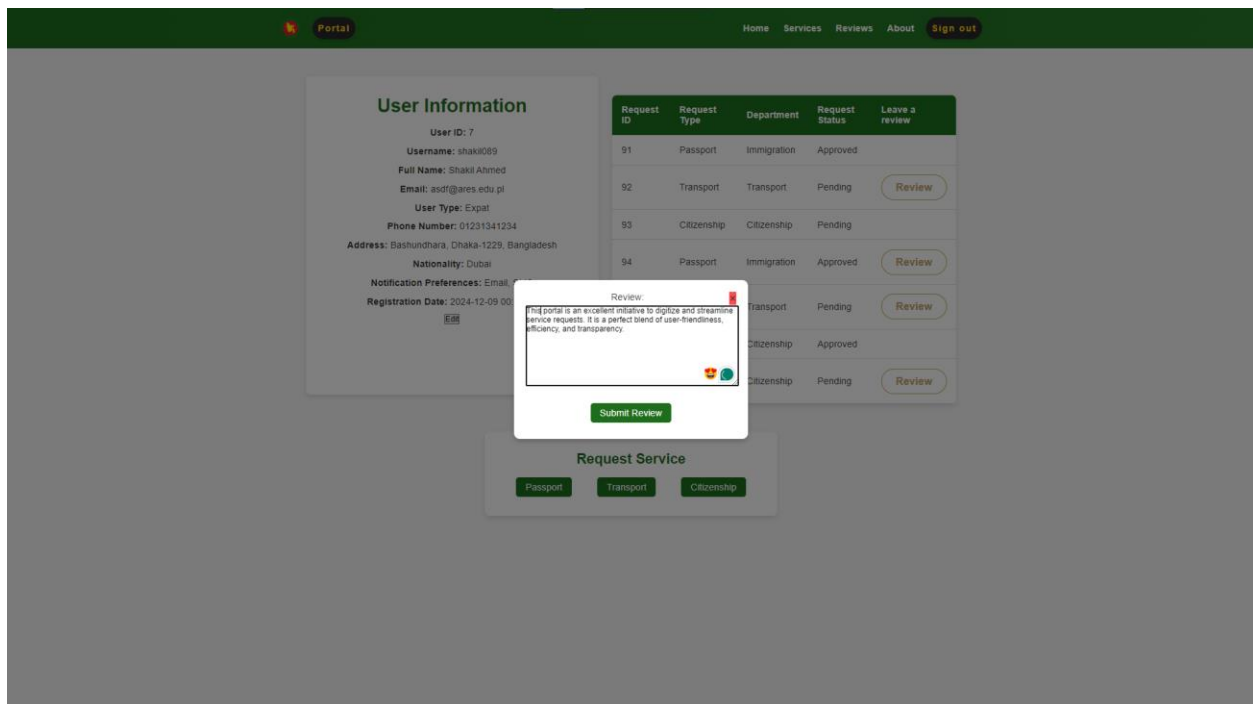 Portal
Home Services Reviews About Sign out
User Information
User ID: 7
Username: shakil089
Full Name: Shakil Ahmed
Email: asdf@ares.edu.pl
User Type: Expat
Phone Number: 01231341234
Address: Bashundhara, Dhaka-1229, Bangladesh
Nationality: Dubai
Notification Preferences: Email,
Registration Date: 2024-12-09 00:
Edit
Request ID Request Type Department Request Status Leave a review
91 Passport Immigration Approved
92 Transport Transport Pending Review
93 Citizenship Citizenship Pending
94 Passport Immigration Approved Review
Transport Pending Review
Citizenship Approved
Citizenship Pending Review
Review:
This portal is an excellent initiative to digitize and streamline
service requests. It is a perfect blend of user-friendliness,
efficiency, and transparency.
Submit Review
Request Service
Passport Transport Citizenship